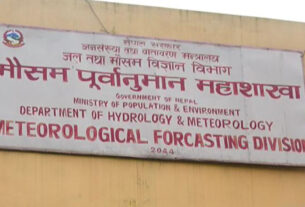 नेपाल सरकार
जनसंख्या तथा वातावरण मन्त्रालय
जल तथा मौसम विज्ञान विभाग
मौसम पूर्वानुमान महाशाखा
GOVERNMENT OF NEPAL
MINISTRY OF POPULATION & ENVIRONMENT
DEPARTMENT OF HYDROLOGY & METEOROLOGY
METEOROLOGICAL FORCASTING DIVISION
2044